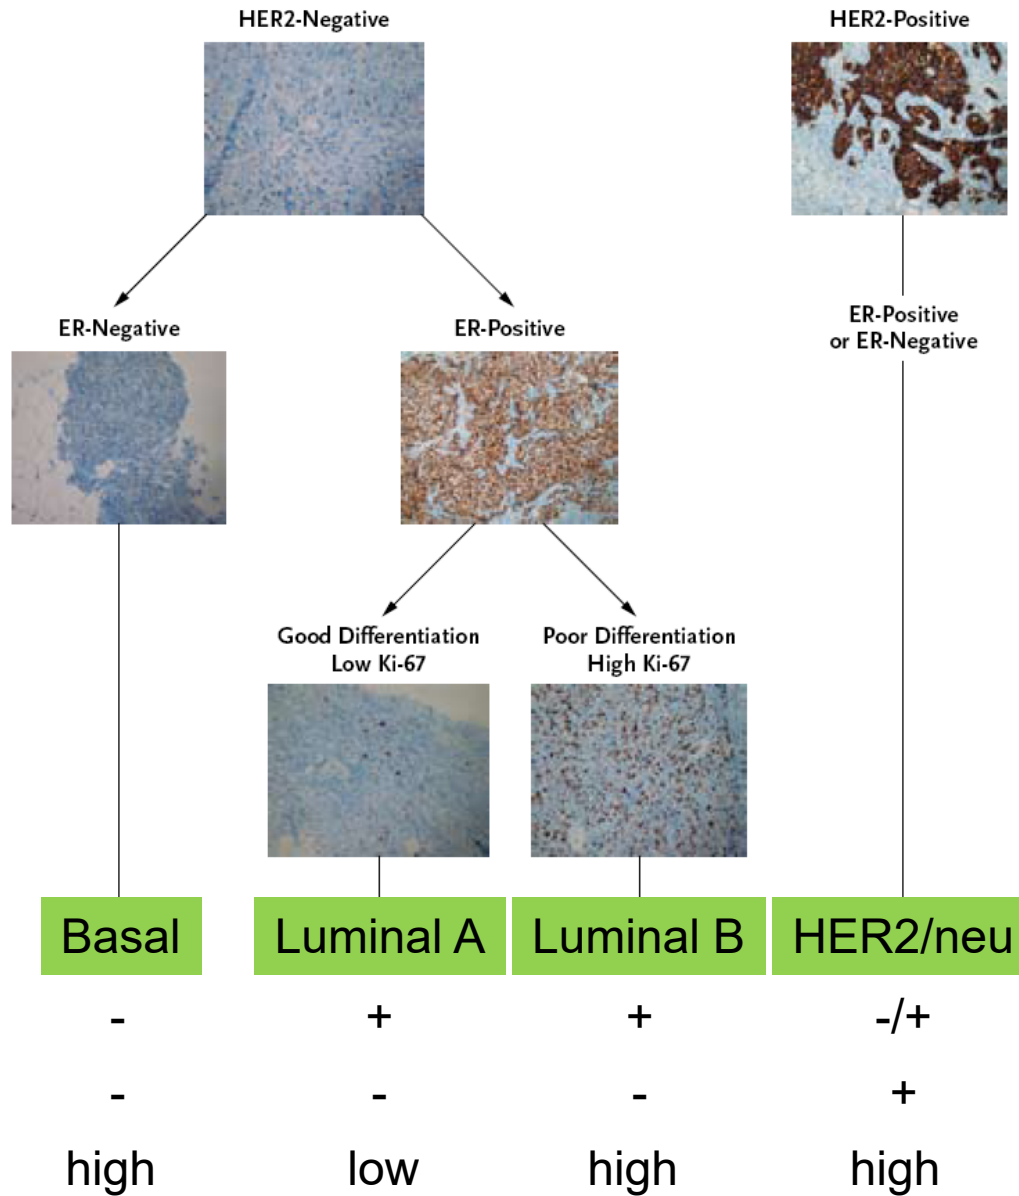 HER2-Negative
HER2-Positive
ER-Negative
ER-Positive
ER-Positive
or ER-Negative
Good Differentiation
Low Ki-67
Poor Differentiation
High Ki-67
Basal
Luminal A
Luminal B
HER2/neu
- + + -/+
- - - +
high low high high